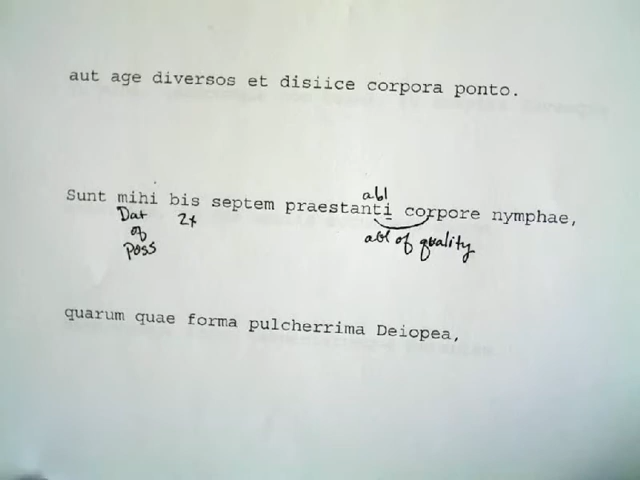 aut age diversos et disiice corpora ponto.
abl
Sunt mihi bis septem praestanti corpore nymphae,
Dat of Poss
2x
abl of quality
quarum quae forma pulcherrima Deiopea,